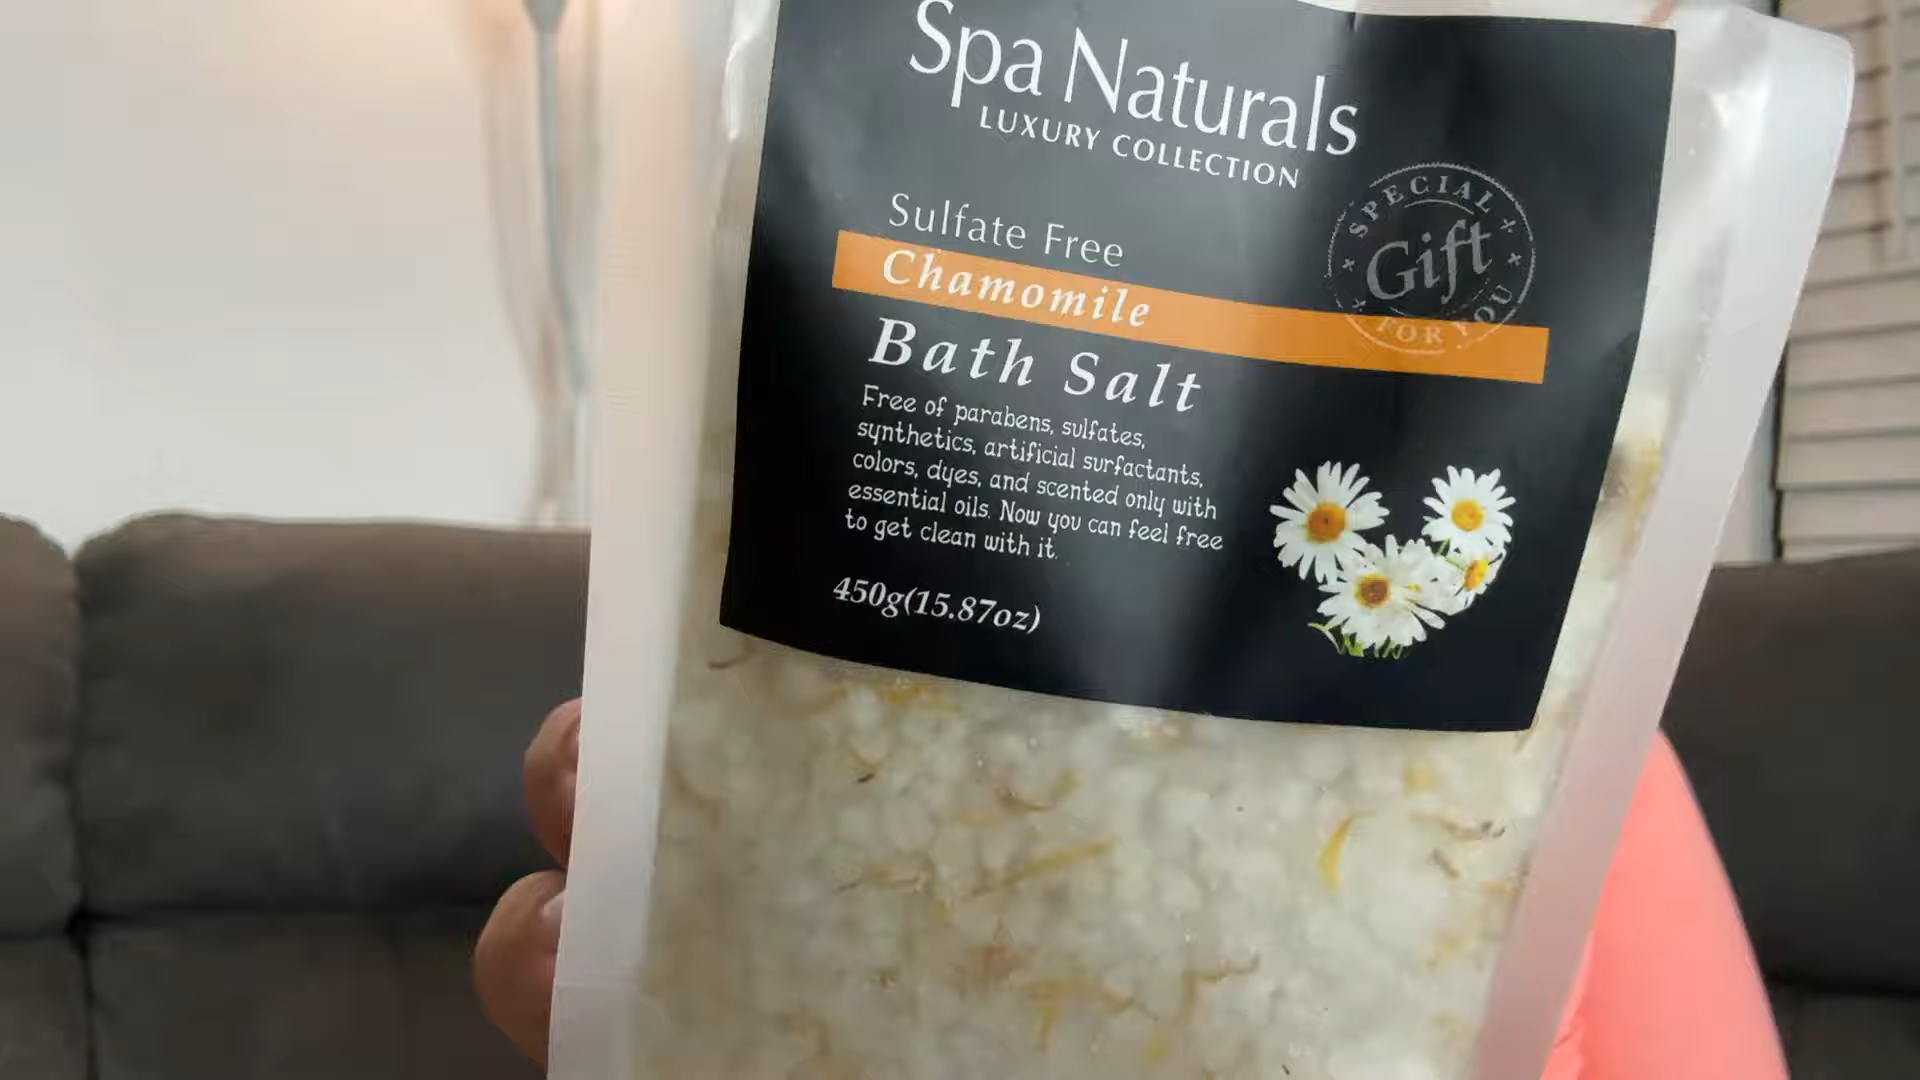 Spa Naturals
LUXURY COLLECTION
SPECIAL
Gift
FOR YOU
Sulfate Free
Chamomile
Bath Salt
Free of parabens, sulfates,
synthetics, artificial surfactants,
colors, dyes, and scented only with
essential oils. Now you can feel free
to get clean with it.
450g(15.87oz)